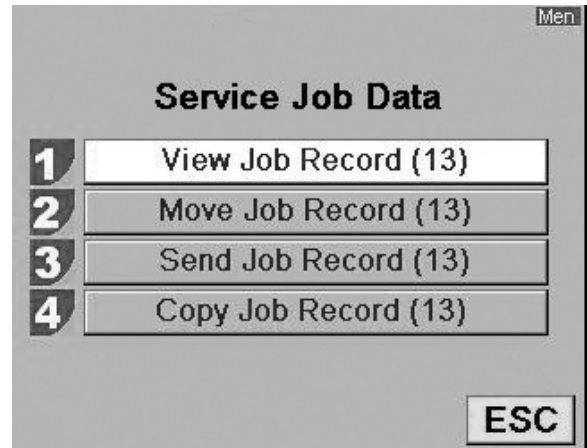 Men
Service Job Data
1 View Job Record (13)
2 Move Job Record (13)
3 Send Job Record (13)
4 Copy Job Record (13)
ESC